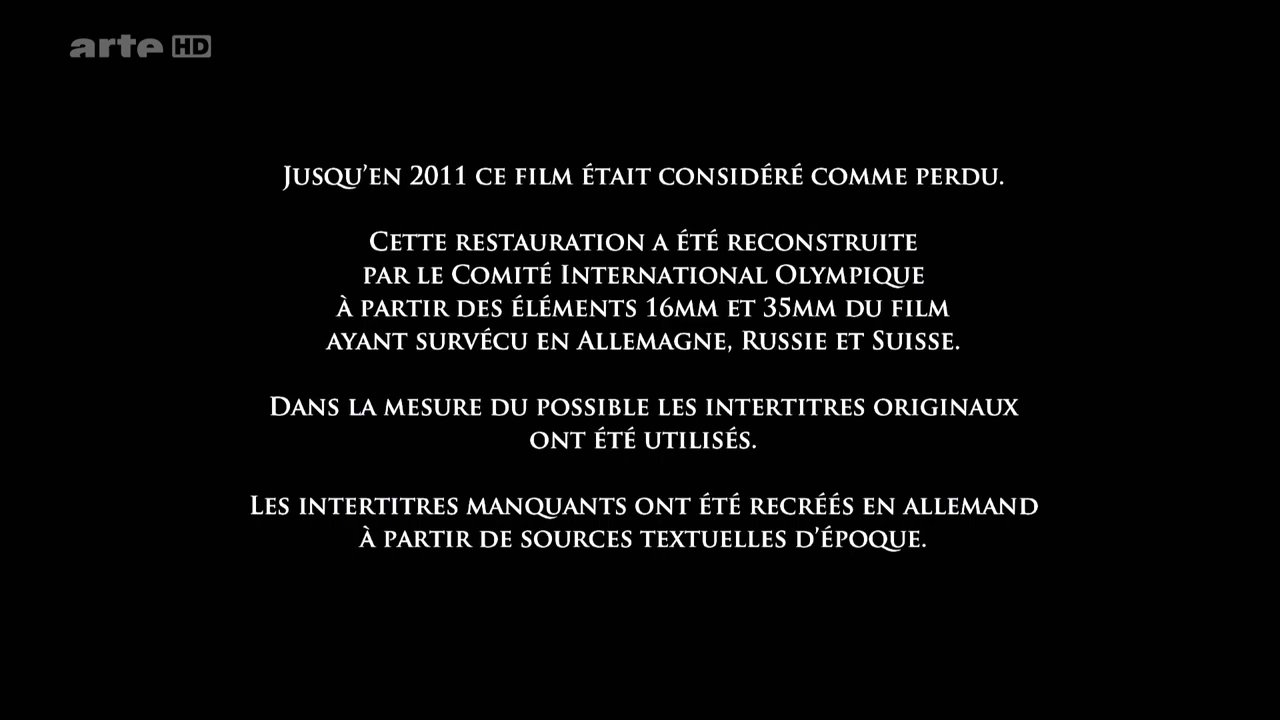 arte HD
Jusqu'en 2011 ce film était considéré comme perdu.
Cette restauration a été reconstruite
par le Comité International Olympique
à partir des éléments 16mm et 35mm du film
ayant survécu en Allemagne, Russie et Suisse.
Dans la mesure du possible les intertitres originaux
ont été utilisés.
Les intertitres manquants ont été recréés en allemand
à partir de sources textuelles d'époque.